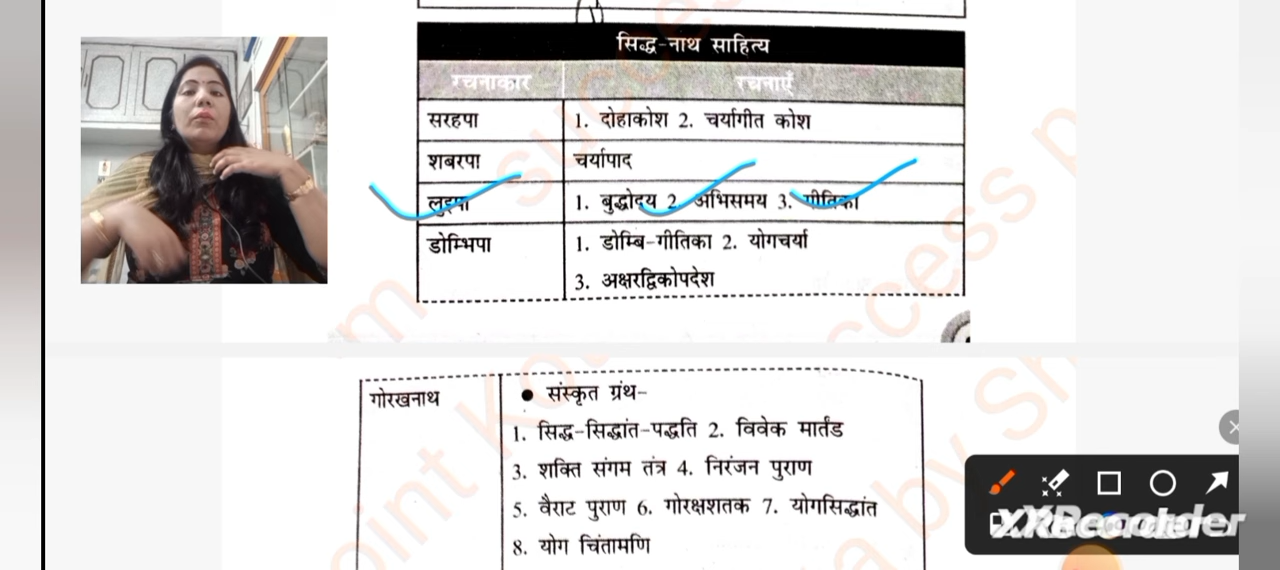 सिद्ध-नाथ साहित्य
रचनाकार रचनाएँ
सरहपा 1. दोहाकोश 2. चर्यागीत कोश
शबरपा चर्यापाद
लुइपा 1. बुद्धोदय 2. अभिसमय 3. गीतिका
डोम्भिपा 1. डोम्बि-गीतिका 2. योगचर्या
3. अक्षरद्विकोपदेश
गोरखनाथ ● संस्कृत ग्रंथ-
1. सिद्ध-सिद्धांत-पद्धति 2. विवेक मार्तंड
3. शक्ति संगम तंत्र 4. निरंजन पुराण
5. वैराट पुराण 6. गोरक्षशतक 7. योगसिद्धांत
8. योग चिंतामणि
XRecorder